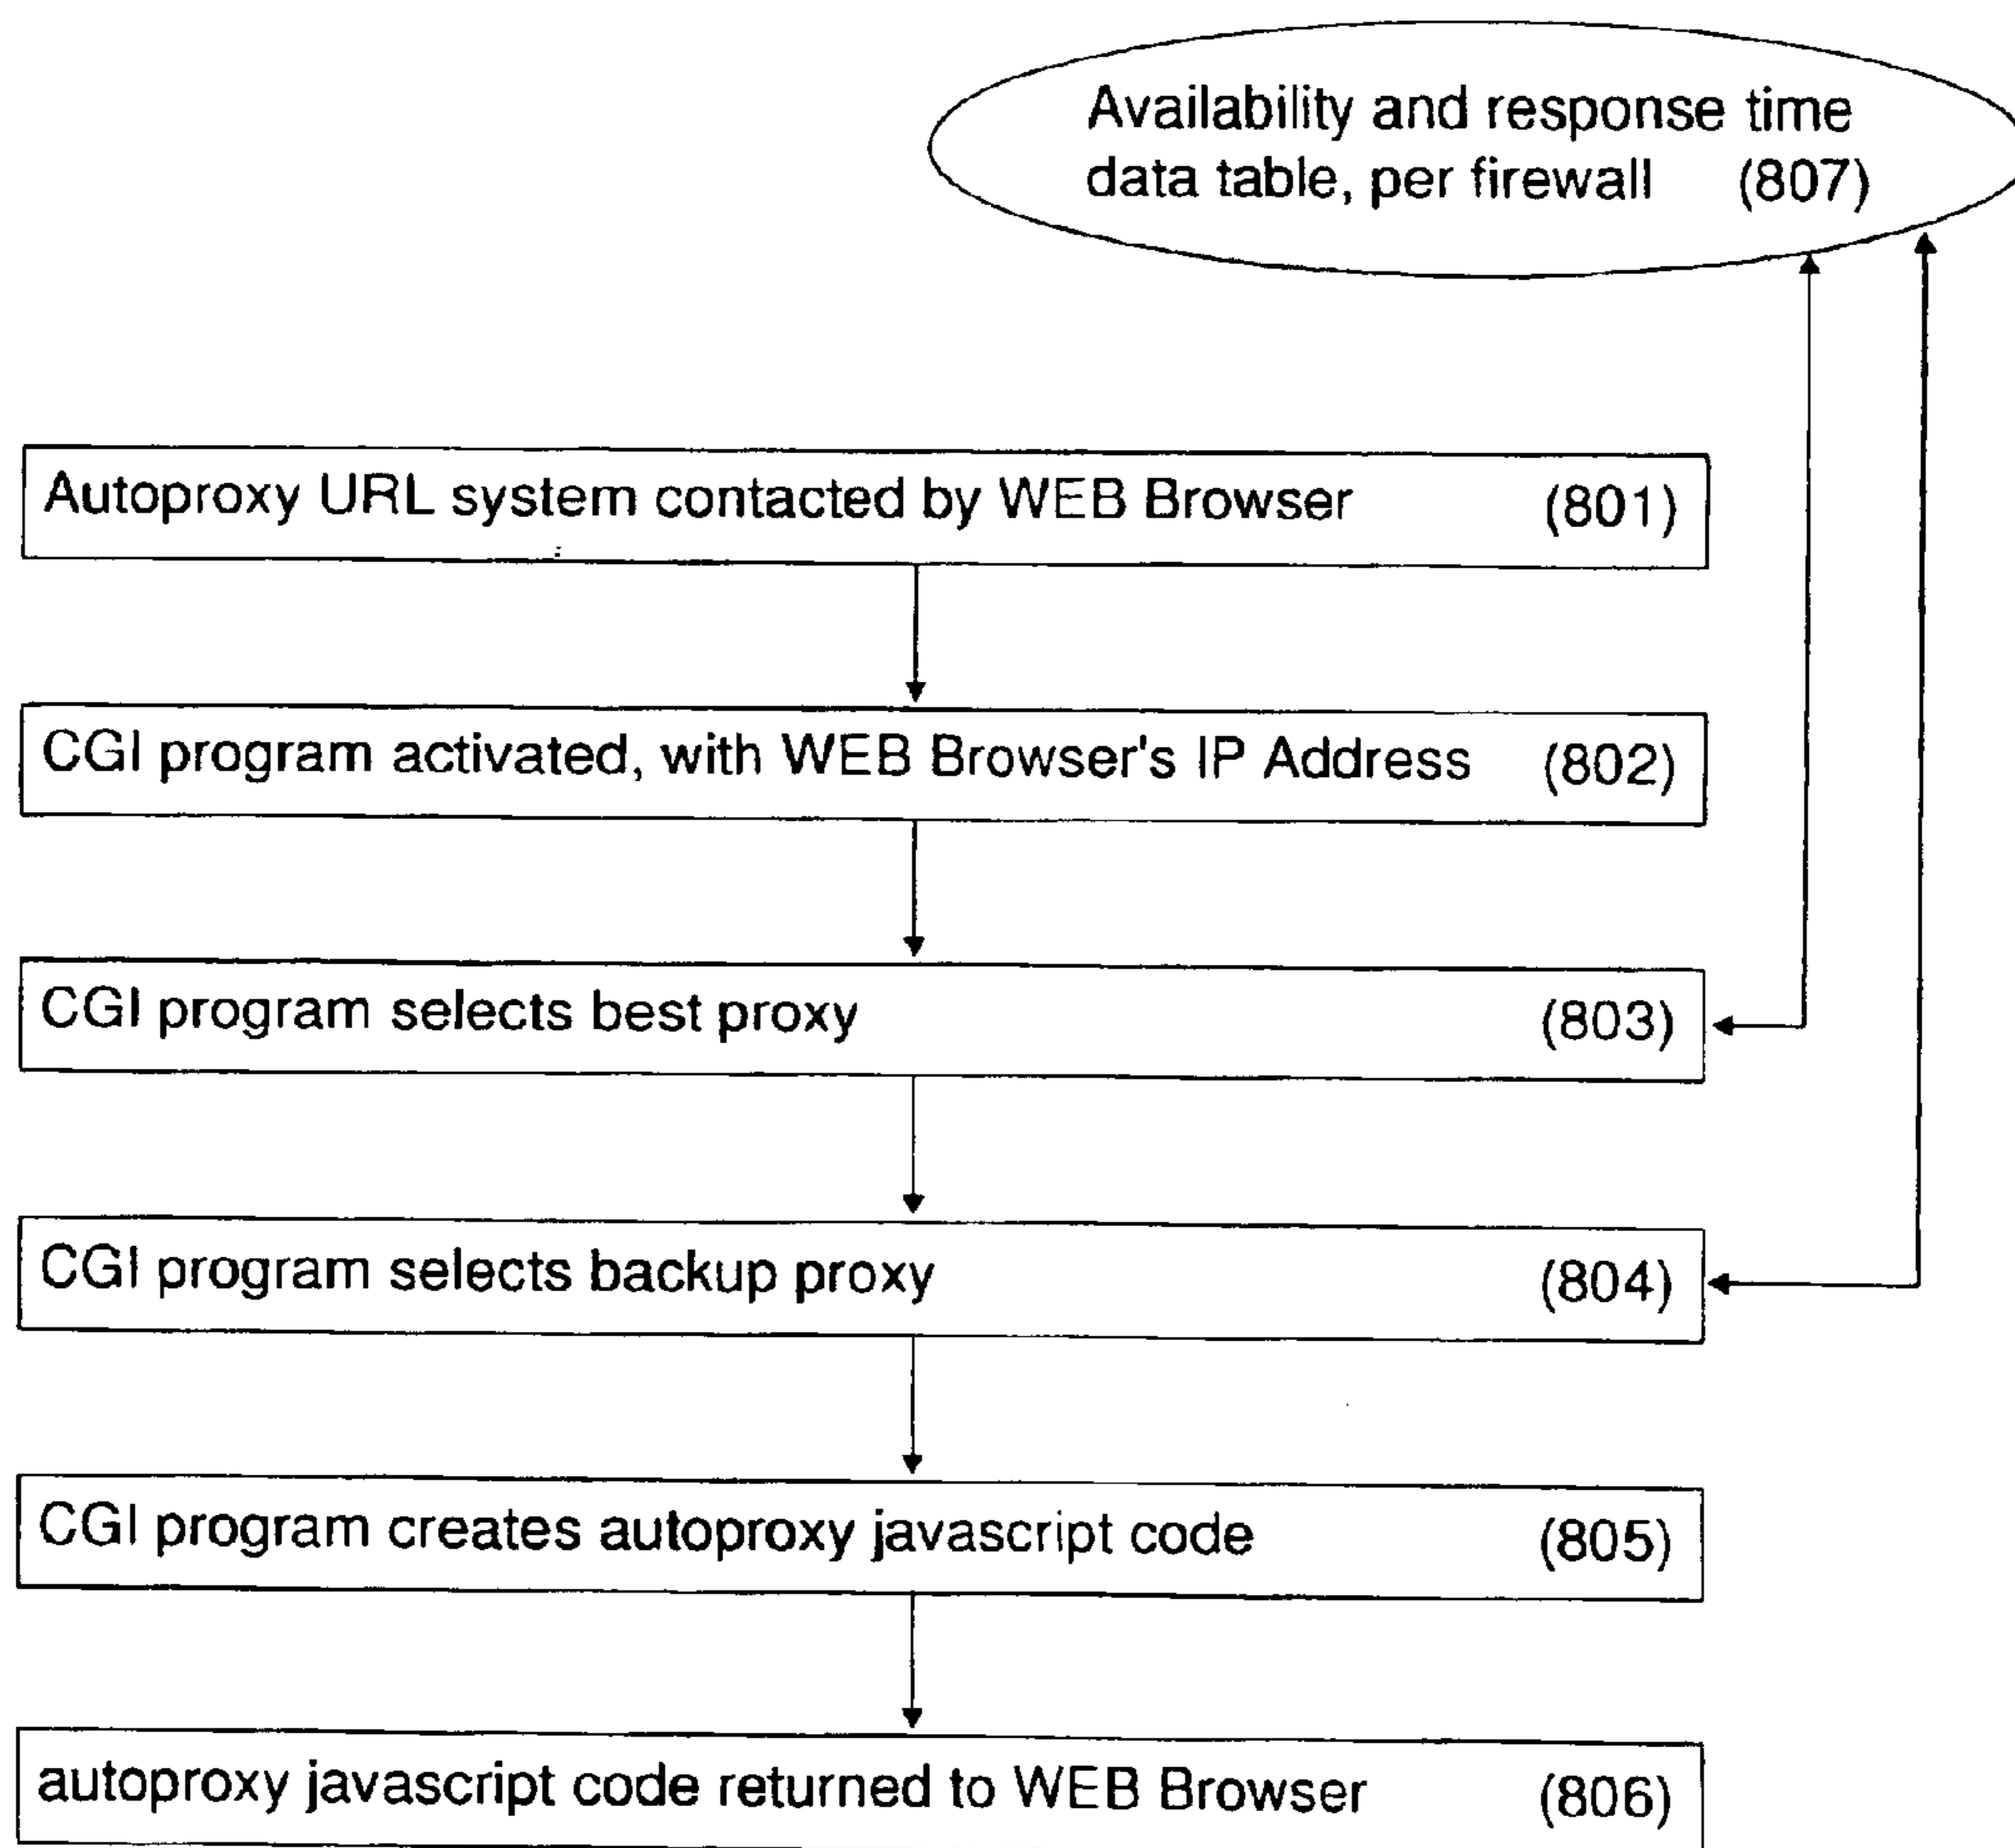 Availability and response time
data table, per firewall (807)
Autoproxy URL system contacted by WEB Browser (801)
CGI program activated, with WEB Browser's IP Address (802)
CGI program selects best proxy (803)
CGI program selects backup proxy (804)
CGI program creates autoproxy javascript code (805)
autoproxy javascript code returned to WEB Browser (806)